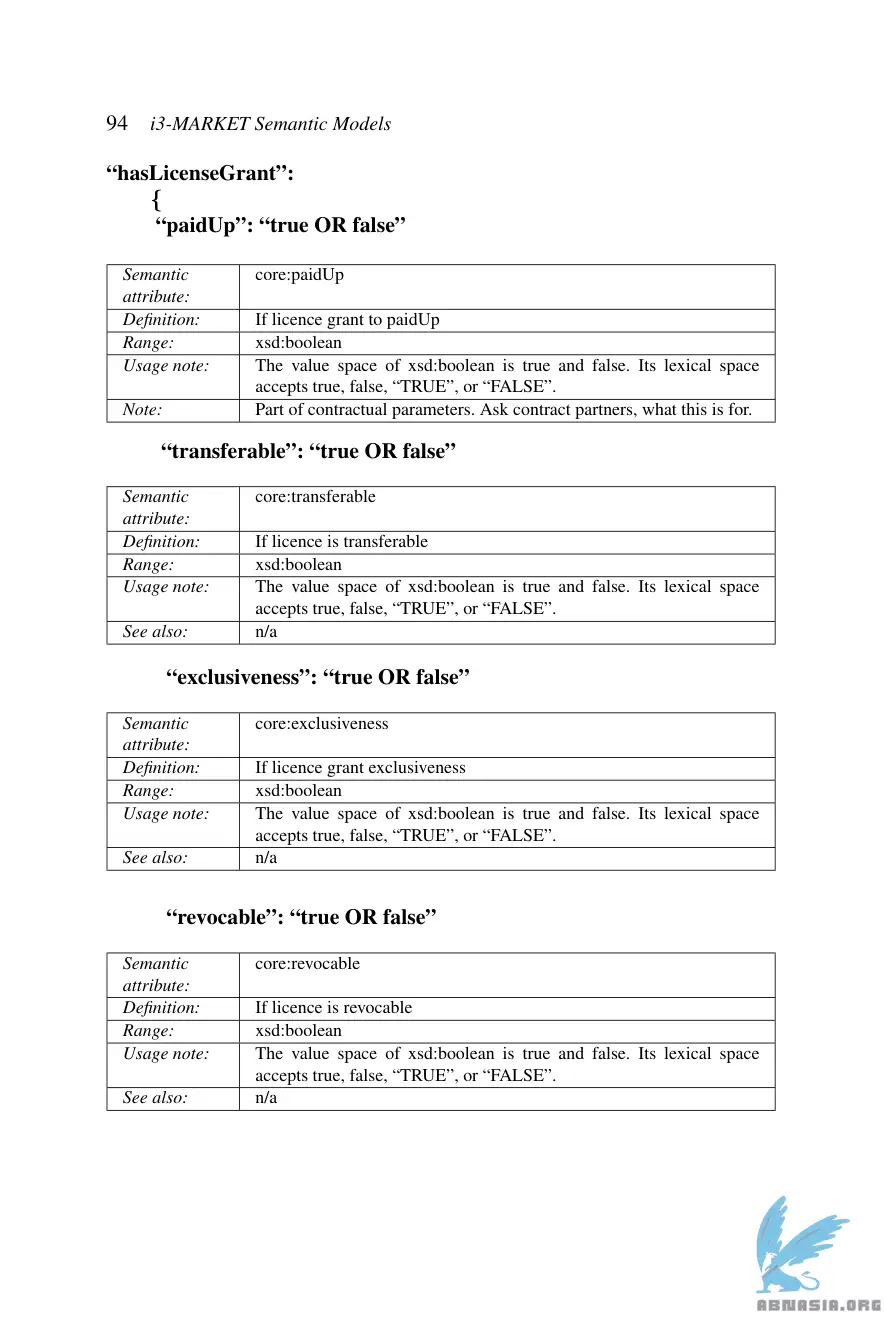 94 i3-MARKET Semantic Models
“hasLicenseGrant”:
{
“paidUp”: “true OR false”
Semantic core:paidUp
attribute:
Definition: If licence grant to paidUp
Range: xsd:boolean
Usage note: The value space of xsd:boolean is true and false. Its lexical space
accepts true, false, “TRUE”, or “FALSE”.
Note: Part of contractual parameters. Ask contract partners, what this is for.
“transferable”: “true OR false”
Semantic core:transferable
attribute:
Definition: If licence is transferable
Range: xsd:boolean
Usage note: The value space of xsd:boolean is true and false. Its lexical space
accepts true, false, “TRUE”, or “FALSE”.
See also: n/a
“exclusiveness”: “true OR false”
Semantic core:exclusiveness
attribute:
Definition: If licence grant exclusiveness
Range: xsd:boolean
Usage note: The value space of xsd:boolean is true and false. Its lexical space
accepts true, false, “TRUE”, or “FALSE”.
See also: n/a
“revocable”: “true OR false”
Semantic core:revocable
attribute:
Definition: If licence is revocable
Range: xsd:boolean
Usage note: The value space of xsd:boolean is true and false. Its lexical space
accepts true, false, “TRUE”, or “FALSE”.
See also: n/a
ABNASIA.ORG